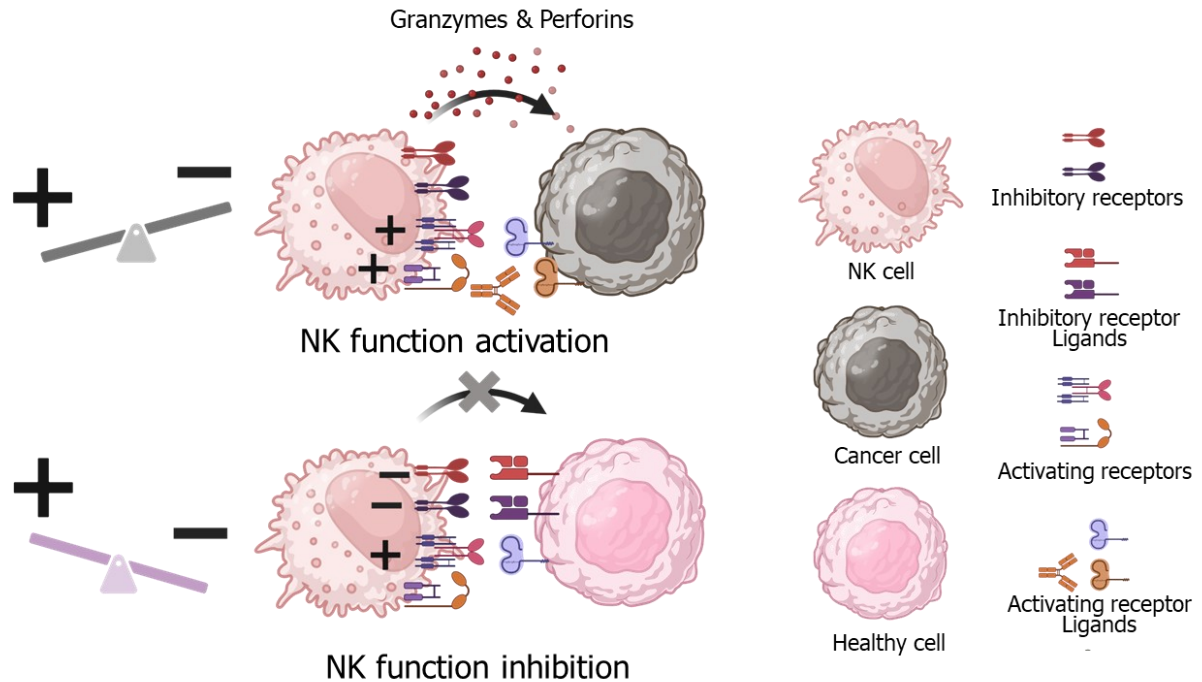 Granzymes & Perforins
NK function activation
NK function inhibition
NK cell
Cancer cell
Healthy cell
Inhibitory receptors
Inhibitory receptor
Ligands
Activating receptors
Activating receptor
Ligands